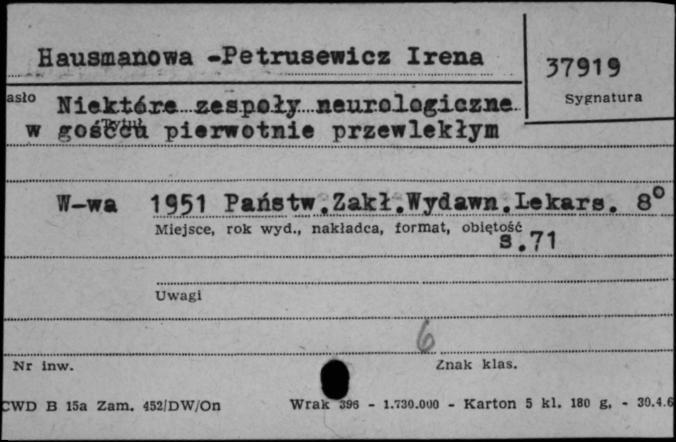 Hausmanowa -Petrusewicz Irena
37919
Sygnatura
asło Niektóre zespoły neurologiczne
Tytuł
w gośćcu pierwotnie przewlekłym
W-wa 1951 Państw.Zakł.Wydawn.Lekars. 8°
Miejsce, rok wyd., nakładca, format, objętość
s.71
Uwagi
6
Nr inw. Znak klas.
CWD B 15a Zam. 452/DW/On Wrak 396 - 1.730.000 - Karton 5 kl. 180 g. - 30.4.6